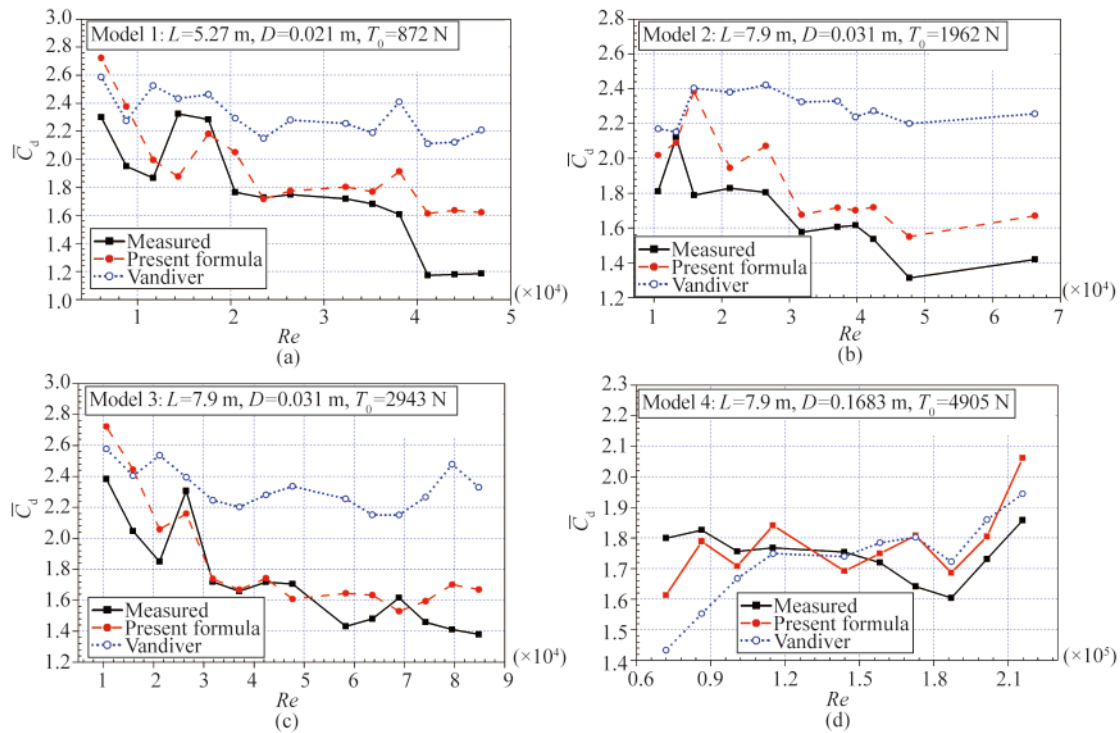 Model 1: L=5.27 m, D=0.021 m, T0=872 N
3.0
2.8
2.6
2.4
2.2
2.0
1.8
1.6
1.4
1.2
1.0
C̅d
Measured
Present formula
Vandiver
1 2 3 4 5
(×10⁴)
Re
(a)
Model 2: L=7.9 m, D=0.031 m, T0=1962 N
2.8
2.6
2.4
2.2
2.0
1.8
1.6
1.4
1.2
C̅d
Measured
Present formula
Vandiver
1 2 3 4 5 6 7
(×10⁴)
Re
(b)
Model 3: L=7.9 m, D=0.031 m, T0=2943 N
3.0
2.8
2.6
2.4
2.2
2.0
1.8
1.6
1.4
1.2
C̅d
Measured
Present formula
Vandiver
1 2 3 4 5 6 7 8 9
(×10⁴)
Re
(c)
Model 4: L=7.9 m, D=0.1683 m, T0=4905 N
2.3
2.2
2.1
2.0
1.9
1.8
1.7
1.6
1.5
1.4
C̅d
Measured
Present formula
Vandiver
0.6 0.9 1.2 1.5 1.8 2.1
(×10⁵)
Re
(d)